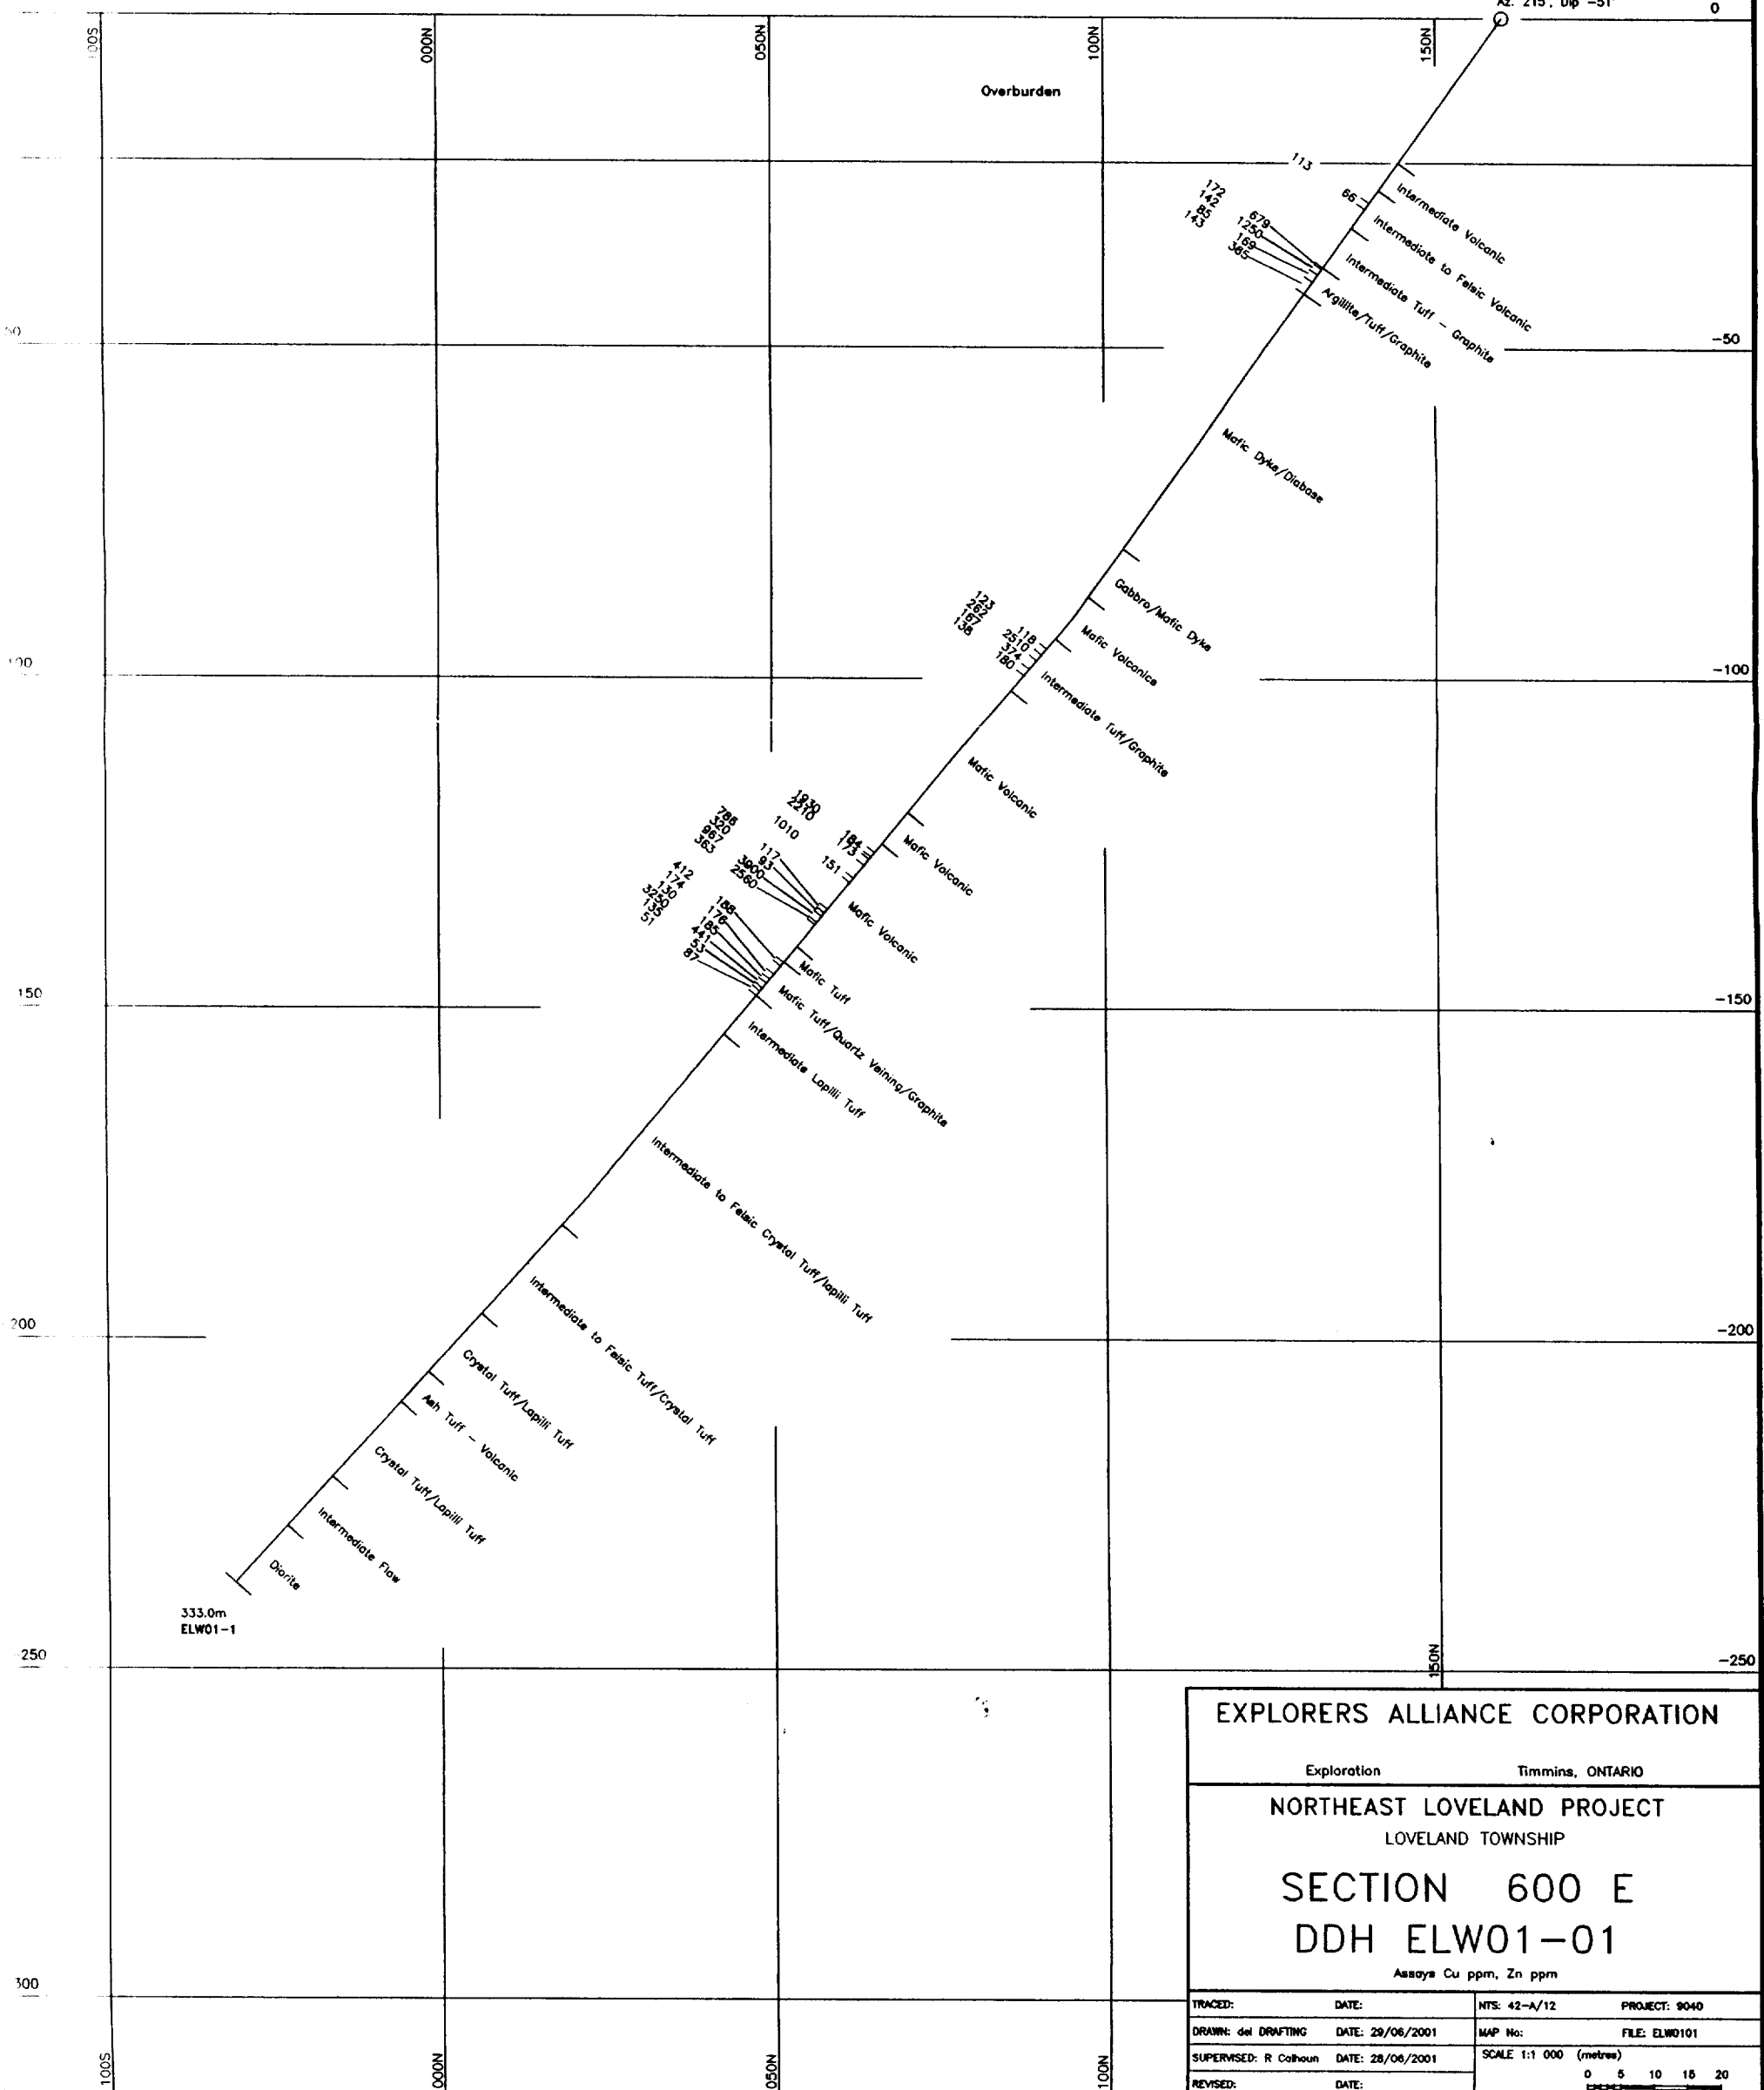 Az. 215°, Dip -51°
0
100S
000N
050N
100N
150N
Overburden
113
66
Intermediate Volcanic
172
142
85
143
679
1250
169
385
Intermediate to Felsic Volcanic
Intermediate Tuff - Graphite
Argillite/Tuff/Graphite
50
-50
Mafic Dyke/Diabase
Gabbro/Mafic Dyke
123
262
167
138
118
2510
374
180
Mafic Volcanics
100
-100
Intermediate Tuff/Graphite
Mafic Volcanic
1930
2210
184
173
Mafic Volcanic
1010
151
786
320
967
363
117
93
3900
2560
Mafic Volcanic
412
174
130
3250
135
51
188
176
185
441
53
87
Mafic Tuff
Mafic Tuff/Quartz Veining/Graphite
150
-150
Intermediate Lapilli Tuff
Intermediate to Felsic Crystal Tuff/lapilli Tuff
Intermediate to Felsic Tuff/Crystal Tuff
200
-200
Crystal Tuff/Lapilli Tuff
Ash Tuff - Volcanic
Crystal Tuff/Lapilli Tuff
Intermediate Flow
Diorite
333.0m
ELW01-1
250
-250
150N
EXPLORERS ALLIANCE CORPORATION
Exploration Timmins, ONTARIO
NORTHEAST LOVELAND PROJECT
LOVELAND TOWNSHIP
SECTION 600 E
DDH ELW01-01
Assays Cu ppm, Zn ppm
300
TRACED: DATE: NTS: 42-A/12 PROJECT: 9040
DRAWN: del DRAFTING DATE: 29/06/2001 MAP No: FILE: ELW0101
SUPERVISED: R Calhoun DATE: 28/06/2001 SCALE 1:1 000 (metres)
REVISED: DATE: 0 5 10 15 20
100S
000N
050N
100N